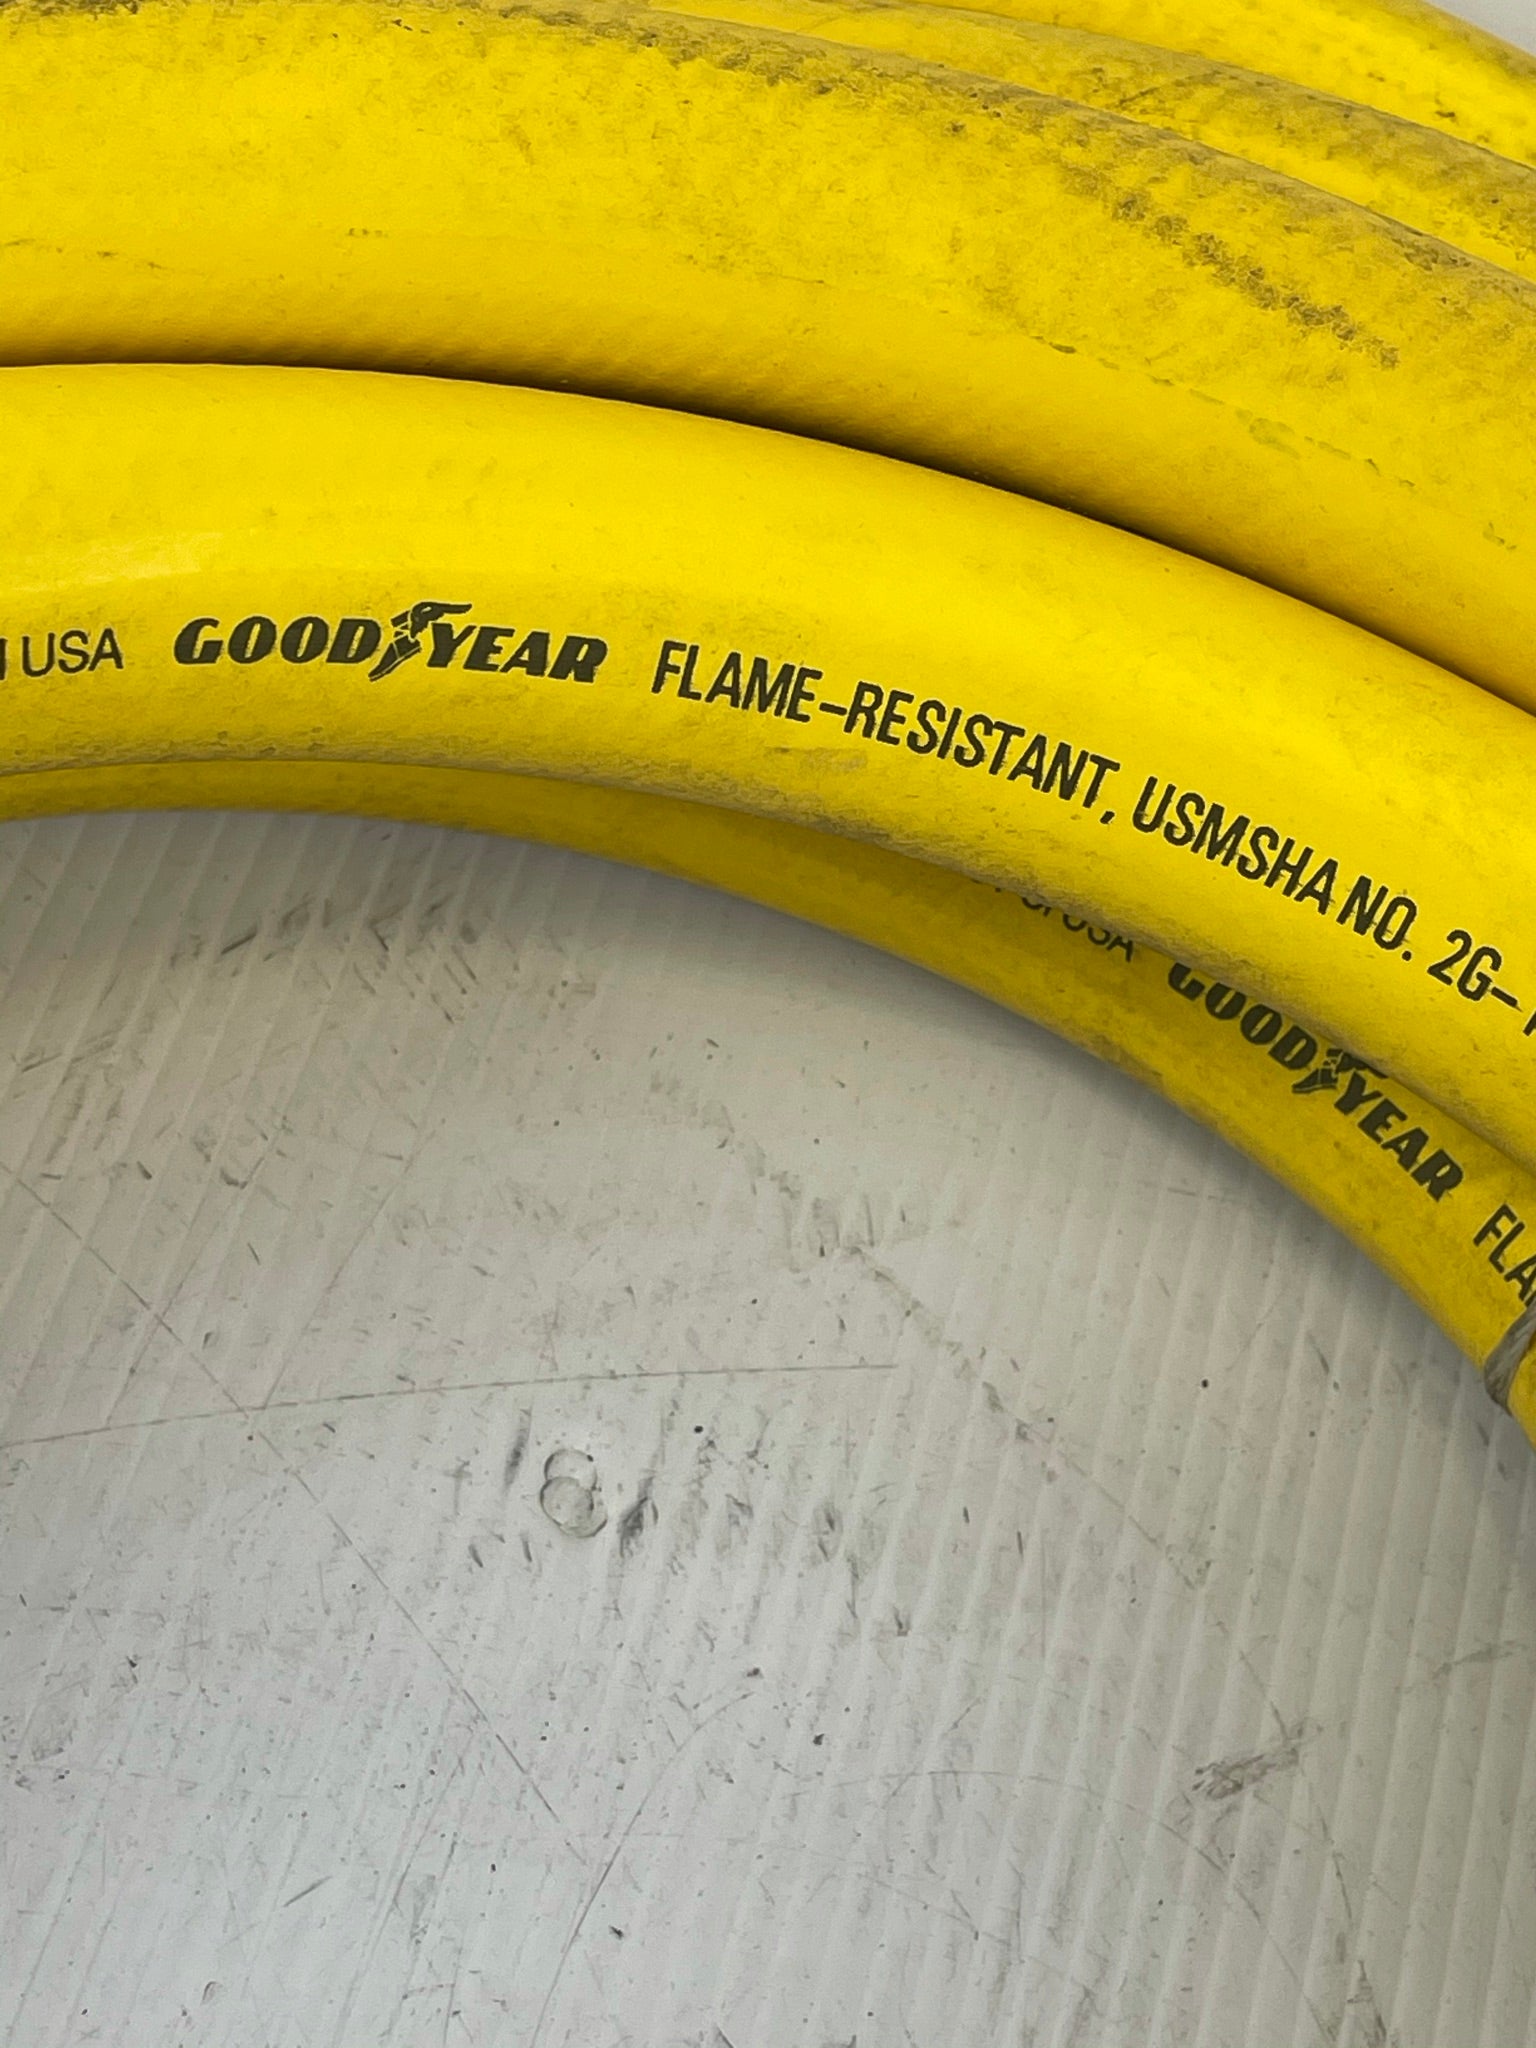 USA GOODYEAR FLAME-RESISTANT, USMSHA NO. 2G-
USA GOODYEAR